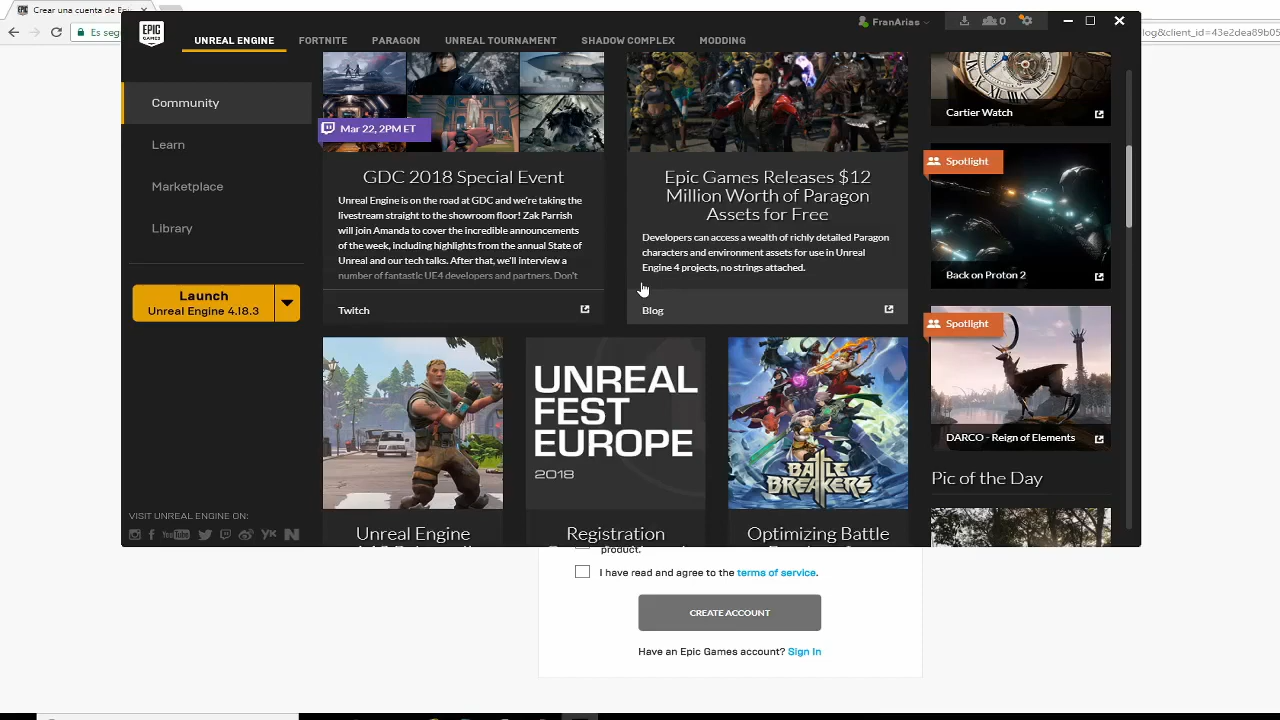 Crear una cuenta de Epi
Es seg
log&client_id=43e2dea89b05
EPIC
GAMES
FranArias
0
UNREAL ENGINE
FORTNITE
PARAGON
UNREAL TOURNAMENT
SHADOW COMPLEX
MODDING
Community
Learn
Marketplace
Library
Launch
Unreal Engine 4.18.3
VISIT UNREAL ENGINE ON:
You Tube
Mar 22, 2PM ET
GDC 2018 Special Event
Unreal Engine is on the road at GDC and we're taking the
livestream straight to the showroom floor! Zak Parrish
will join Amanda to cover the incredible announcements
of the week, including highlights from the annual State of
Unreal and our tech talks. After that, we'll interview a
number of fantastic UE4 developers and partners. Don't
Twitch
Epic Games Releases $12
Million Worth of Paragon
Assets for Free
Developers can access a wealth of richly detailed Paragon
characters and environment assets for use in Unreal
Engine 4 projects, no strings attached.
Blog
Unreal Engine
UNREAL
FEST
EUROPE
2018
Registration
BATTLE
BREAKERS
Optimizing Battle
Cartier Watch
Spotlight
Back on Proton 2
Spotlight
DARCO - Reign of Elements
Pic of the Day
product.
I have read and agree to the terms of service.
CREATE ACCOUNT
Have an Epic Games account? Sign In